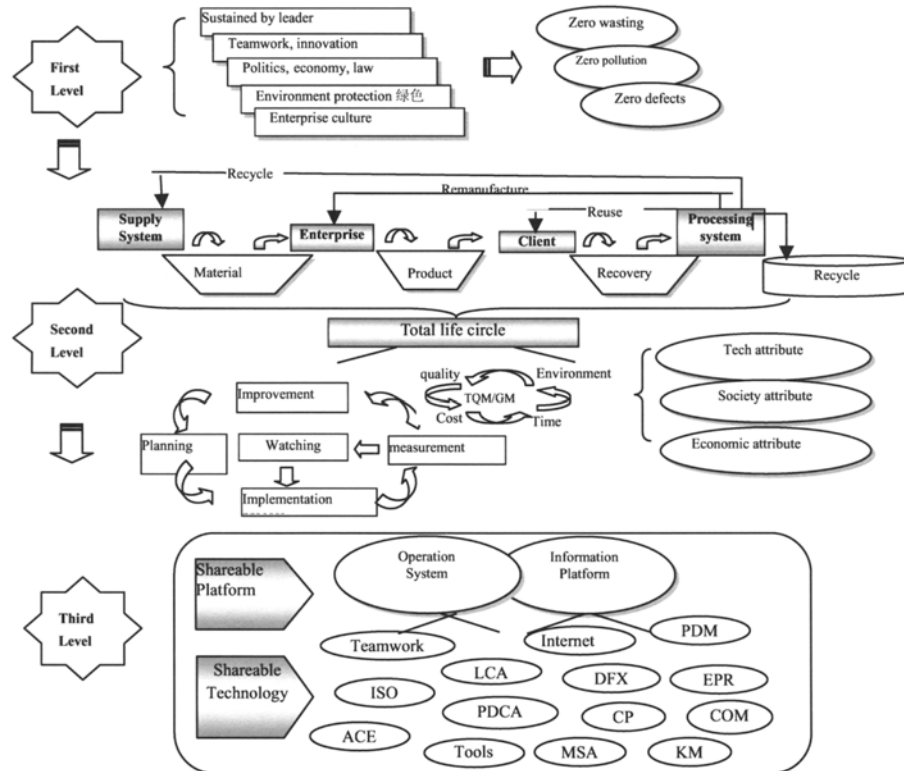 Sustained by leader
Teamwork, innovation
Politics, economy, law
Environment protection 绿色
Enterprise culture
First
Level
Zero wasting
Zero pollution
Zero defects
Recycle
Remanufacture
Reuse
Supply
System
Enterprise
Client
Processing
system
Material
Product
Recovery
Recycle
Second
Level
Total life circle
quality
Environment
TQM/GM
Cost
Time
Improvement
Planning
Watching
measurement
Implementation
Tech attribute
Society attribute
Economic attribute
Third
Level
Shareable
Platform
Operation
System
Information
Platform
Teamwork
Internet
PDM
Shareable
Technology
LCA
DFX
EPR
ISO
PDCA
CP
COM
ACE
Tools
MSA
KM